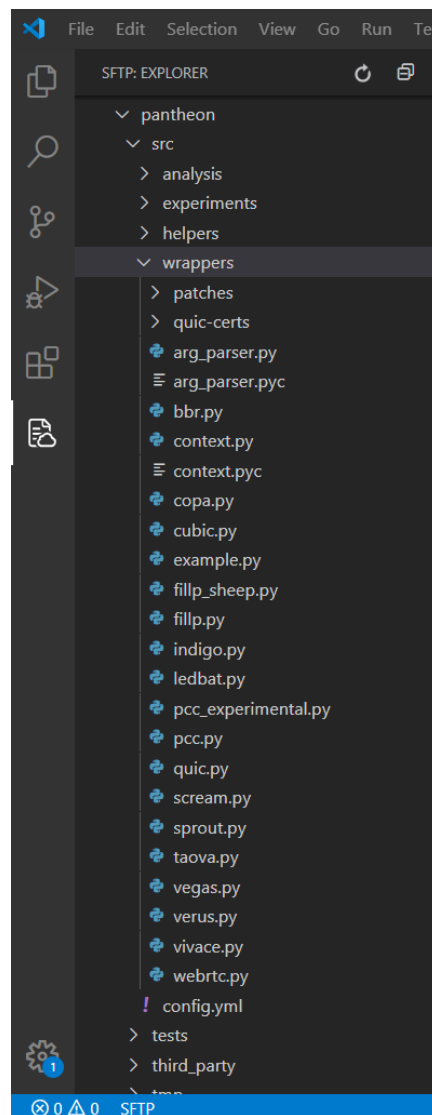 File Edit Selection View Go Run Te
SFTP: EXPLORER
pantheon
src
analysis
experiments
helpers
wrappers
patches
quic-certs
arg_parser.py
arg_parser.pyc
bbr.py
context.py
context.pyc
copa.py
cubic.py
example.py
fillp_sheep.py
fillp.py
indigo.py
ledbat.py
pcc_experimental.py
pcc.py
quic.py
scream.py
sprout.py
taova.py
vegas.py
verus.py
vivace.py
webrtc.py
! config.yml
tests
third_party
tmp
1
0 0 SFTP